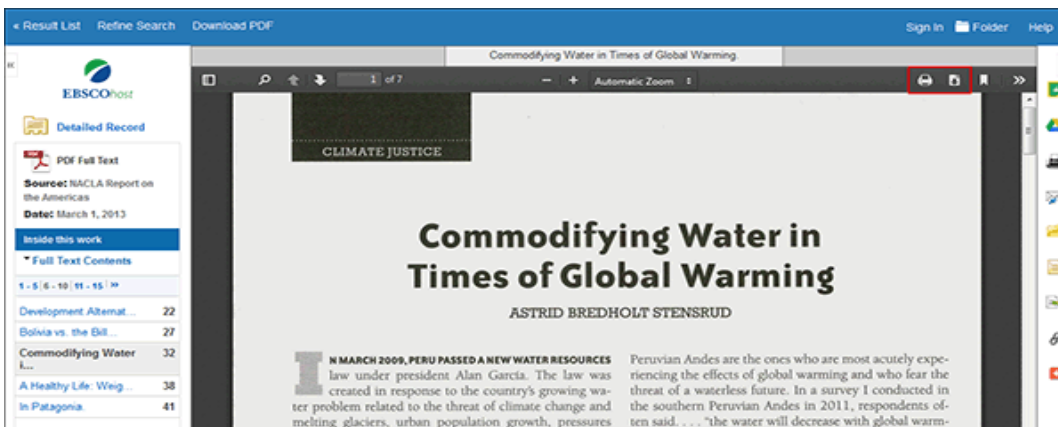 « Result List Refine Search Download PDF Sign In Folder Help
Commodifying Water in Times of Global Warming.
«
EBSCOhost
1 of 7
Automatic Zoom
»
Detailed Record
PDF Full Text
Source: NACLA Report on
the Americas
Date: March 1, 2013
Inside this work
Full Text Contents
1 - 5 6 - 10 11 - 15 »
Development Alternat... 22
Bolivia vs. the Bill... 27
Commodifying Water 32
i...
A Healthy Life: Weig... 38
In Patagonia. 41
CLIMATE JUSTICE
Commodifying Water in
Times of Global Warming
ASTRID BREDHOLT STENSRUD
IN MARCH 2009, PERU PASSED A NEW WATER RESOURCES
law under president Alan García. The law was
created in response to the country's growing wa-
ter problem related to the threat of climate change and
melting glaciers, urban population growth, pressures
Peruvian Andes are the ones who are most acutely expe-
riencing the effects of global warming and who fear the
threat of a waterless future. In a survey I conducted in
the southern Peruvian Andes in 2011, respondents of-
ten said. . . . "the water will decrease with global warm-